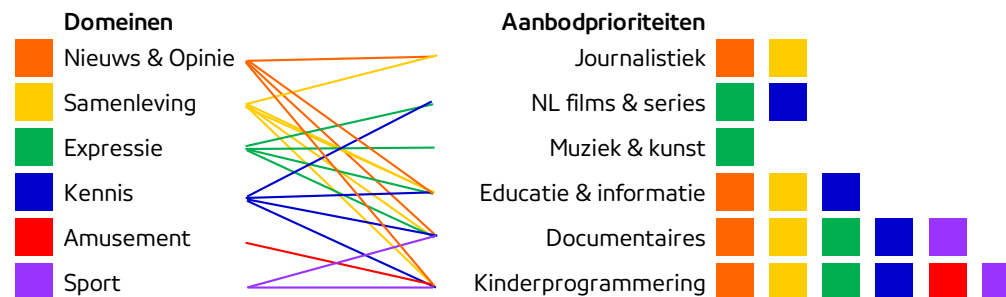 Domeinen
Nieuws & Opinie
Samenleving
Expressie
Kennis
Amusement
Sport
Aanbodprioriteiten
Journalistiek
NL films & series
Muziek & kunst
Educatie & informatie
Documentaires
Kinderprogrammering